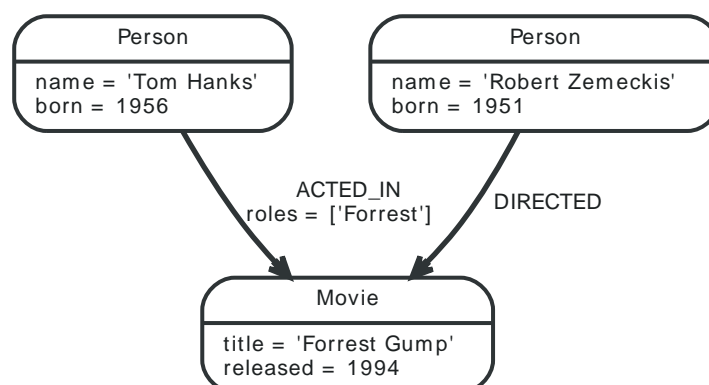 Person
name = 'Tom Hanks'
born = 1956
Person
name = 'Robert Zemeckis'
born = 1951
ACTED_IN
roles = ['Forrest']
DIRECTED
Movie
title = 'Forrest Gump'
released = 1994